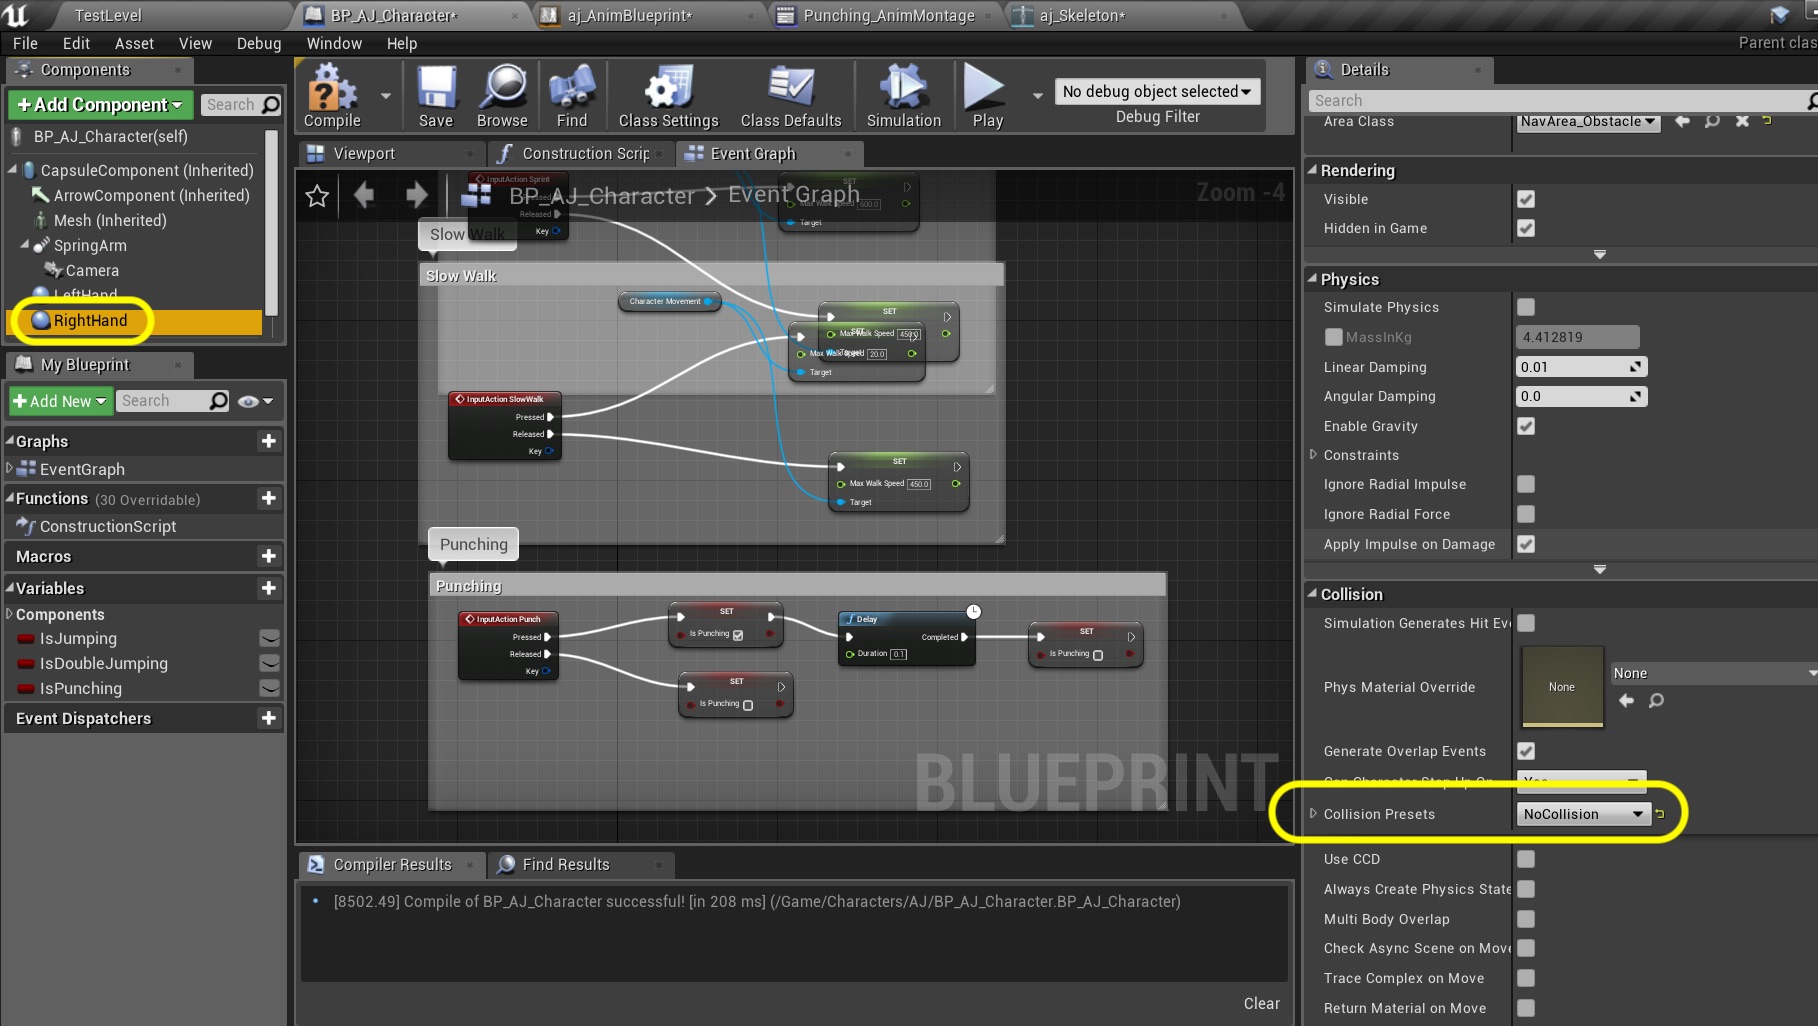 TestLevel
BP_AJ_Character*
aj_AnimBlueprint*
Punching_AnimMontage
aj_Skeleton*
File Edit Asset View Debug Window Help
Parent clas
Components
+Add Component
Search
BP_AJ_Character(self)
CapsuleComponent (Inherited)
ArrowComponent (Inherited)
Mesh (Inherited)
SpringArm
Camera
LeftHand
RightHand
My Blueprint
+Add New
Search
Graphs
EventGraph
Functions (30 Overridable)
ConstructionScript
Macros
Variables
Components
IsJumping
IsDoubleJumping
IsPunching
Event Dispatchers
Compile
Save
Browse
Find
Class Settings
Class Defaults
Simulation
Play
No debug object selected
Debug Filter
Viewport
Construction Scrip
Event Graph
BP_AJ_Character > Event Graph
Zoom -4
InputAction Sprint
Pressed
Released
Key
SET
Max Walk Speed 600.0
Target
Slow Walk
Slow Walk
Character Movement
SET
Max Walk Speed 450.0
Target
SET
Max Walk Speed 20.0
Target
InputAction SlowWalk
Pressed
Released
Key
SET
Max Walk Speed 450.0
Target
Punching
Punching
InputAction Punch
Pressed
Released
Key
SET
Is Punching
SET
Is Punching
Delay
Completed
Duration 0.1
SET
Is Punching
BLUEPRINT
Compiler Results
Find Results
[8502.49] Compile of BP_AJ_Character successful! [in 208 ms] (/Game/Characters/AJ/BP_AJ_Character.BP_AJ_Character)
Clear
Details
Search
Area Class NavArea_Obstacle
Rendering
Visible
Hidden in Game
Physics
Simulate Physics
MassInKg 4.412819
Linear Damping 0.01
Angular Damping 0.0
Enable Gravity
Constraints
Ignore Radial Impulse
Ignore Radial Force
Apply Impulse on Damage
Collision
Simulation Generates Hit Ev
Phys Material Override
None
None
Generate Overlap Events
Can Character Step Up On Yes
Collision Presets NoCollision
Use CCD
Always Create Physics State
Multi Body Overlap
Check Async Scene on Move
Trace Complex on Move
Return Material on Move